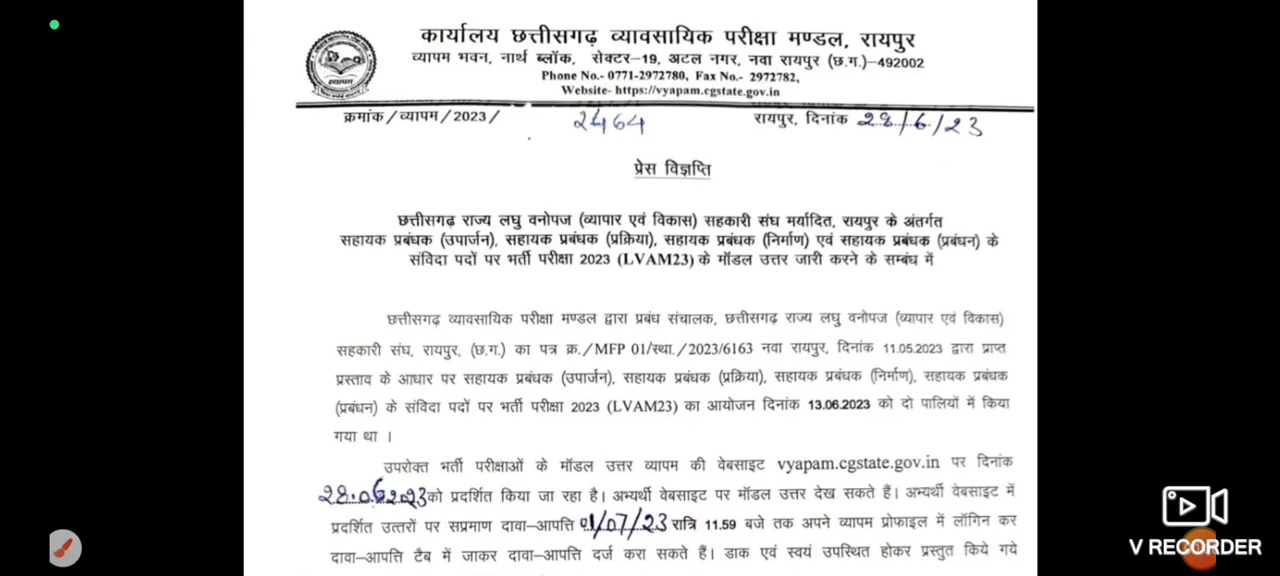 कार्यालय छत्तीसगढ़ व्यावसायिक परीक्षा मण्डल, रायपुर
व्यापम भवन, नार्थ ब्लॉक, सेक्टर–19, अटल नगर, नवा रायपुर (छ.ग.)–492002
Phone No.- 0771-2972780, Fax No.- 2972782,
Website- https://vyapam.cgstate.gov.in
व्यापम
क्रमांक/व्यापम/2023/ २464 रायपुर, दिनांक २8/6/23
प्रेस विज्ञप्ति
छत्तीसगढ़ राज्य लघु वनोपज (व्यापार एवं विकास) सहकारी संघ मर्यादित, रायपुर के अंतर्गत
सहायक प्रबंधक (उपार्जन), सहायक प्रबंधक (प्रक्रिया), सहायक प्रबंधक (निर्माण) एवं सहायक प्रबंधक (प्रबंधन) के
संविदा पदों पर भर्ती परीक्षा 2023 (LVAM23) के मॉडल उत्तर जारी करने के सम्बंध में
छत्तीसगढ़ व्यावसायिक परीक्षा मण्डल द्वारा प्रबंध संचालक, छत्तीसगढ़ राज्य लघु वनोपज (व्यापार एवं विकास)
सहकारी संघ, रायपुर, (छ.ग.) का पत्र क्र./MFP 01/स्था./2023/6163 नवा रायपुर, दिनांक 11.05.2023 द्वारा प्राप्त
प्रस्ताव के आधार पर सहायक प्रबंधक (उपार्जन), सहायक प्रबंधक (प्रक्रिया), सहायक प्रबंधक (निर्माण), सहायक प्रबंधक
(प्रबंधन) के संविदा पदों पर भर्ती परीक्षा 2023 (LVAM23) का आयोजन दिनांक 13.06.2023 को दो पालियों में किया
गया था ।
उपरोक्त भर्ती परीक्षाओं के मॉडल उत्तर व्यापम की वेबसाइट vyapam.cgstate.gov.in पर दिनांक
२8.06.2023 को प्रदर्शित किया जा रहा है। अभ्यर्थी वेबसाइट पर मॉडल उत्तर देख सकते हैं। अभ्यर्थी वेबसाइट में
प्रदर्शित उत्तरों पर सप्रमाण दावा–आपत्ति 01/07/23 रात्रि 11.59 बजे तक अपने व्यापम प्रोफाइल में लॉगिन कर
दावा–आपत्ति टैब में जाकर दावा–आपत्ति दर्ज करा सकते हैं। डाक एवं स्वयं उपस्थित होकर प्रस्तुत किये गये
V RECORDER